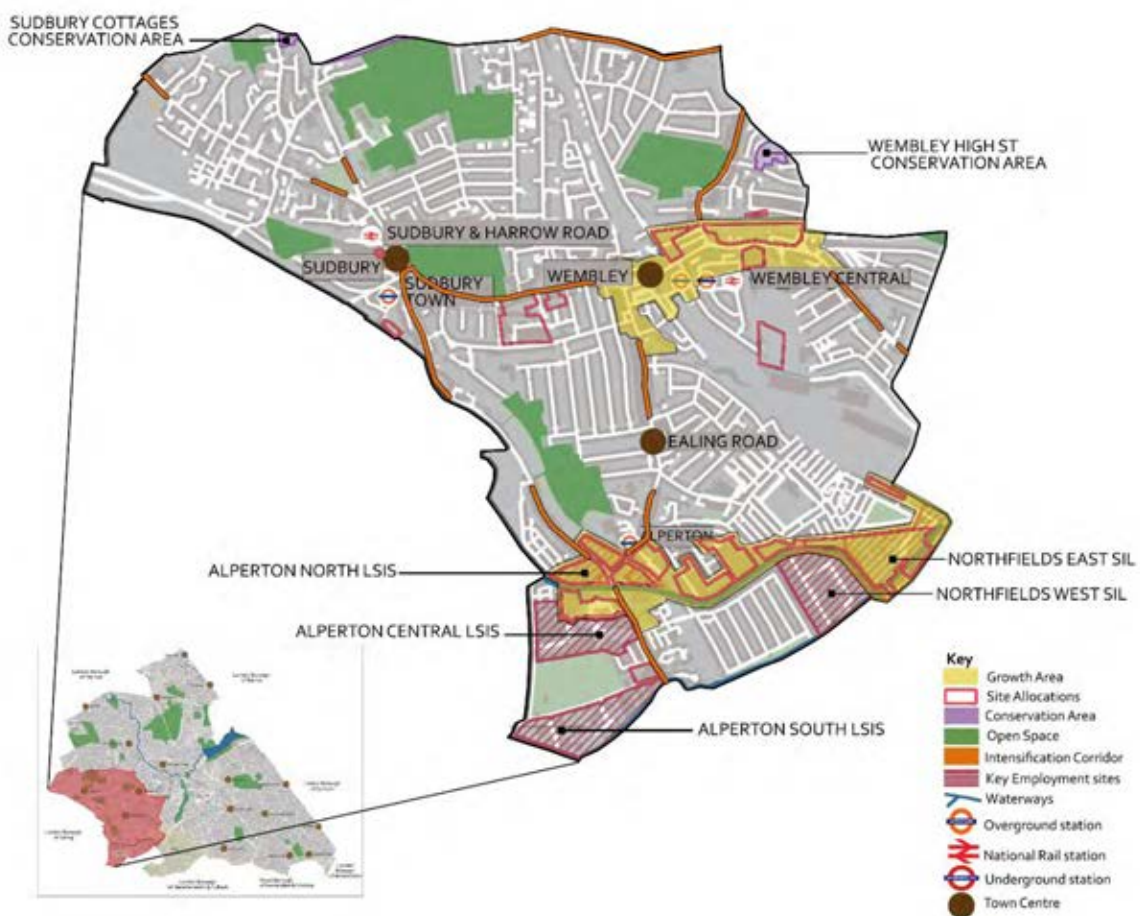 SUDBURY COTTAGES
CONSERVATION AREA
WEMBLEY HIGH ST
CONSERVATION AREA
SUDBURY & HARROW ROAD
SUDBURY
SUDBURY
TOWN
WEMBLEY
WEMBLEY CENTRAL
EALING ROAD
ALPERTON
ALPERTON NORTH LSIS
NORTHFIELDS EAST SIL
NORTHFIELDS WEST SIL
ALPERTON CENTRAL LSIS
ALPERTON SOUTH LSIS
Key
Growth Area
Site Allocations
Conservation Area
Open Space
Intensification Corridor
Key Employment sites
Waterways
Overground station
National Rail station
Underground station
Town Centre